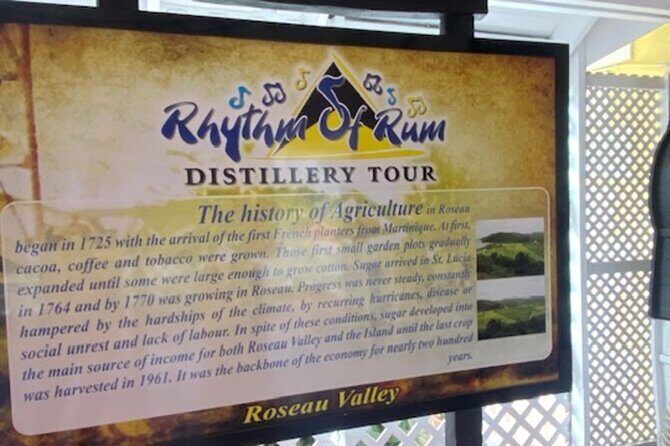 Rhythm Of Rum
DISTILLERY TOUR
The history of Agriculture in Roseau
began in 1725 with the arrival of the first French planters from Martinique. At first,
cacoa, coffee and tobacco were grown. Those first small garden plots gradually
expanded until some were large enough to grow cotton. Sugar arrived in St. Lucia
in 1764 and by 1770 was growing in Roseau. Progress was never steady, constantly
hampered by the hardships of the climate, by recurring hurricanes, disease or
social unrest and lack of labour. In spite of these conditions, sugar developed into
the main source of income for both Roseau Valley and the Island until the last crop
was harvested in 1961. It was the backbone of the economy for nearly two hundred
years.
Roseau Valley